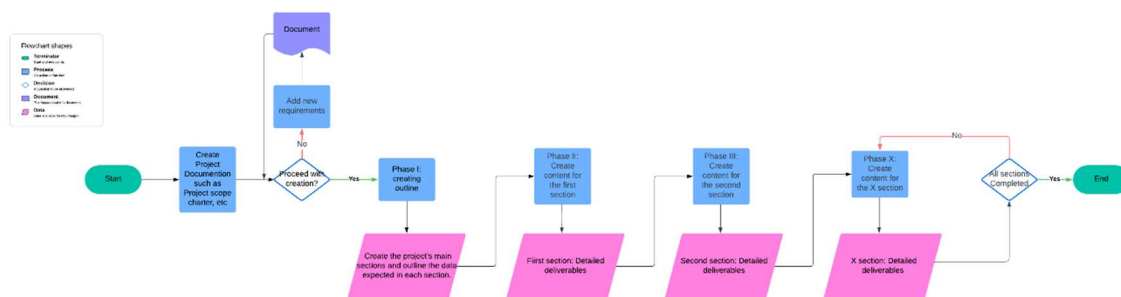 Document
Flowchart shapes
Terminator
Process
Decision
Document
Data
Add new
requirements
No
Start
Create
Project
Documention
such as
Project scope
charter, etc
Proceed with
creation?
Yes
Phase I:
creating
outline
Phase II:
Create
content for
the first
section
Phase III:
Create
content for
the second
section
Phase X:
Create
content for
the X section
No
All sections
Completed
Yes
End
Create the project's main
sections and outline the data
expected in each section.
Fiirst section: Detailed
deliverables
Second section: Detailed
deliverables
X section: Detailed
deliverables